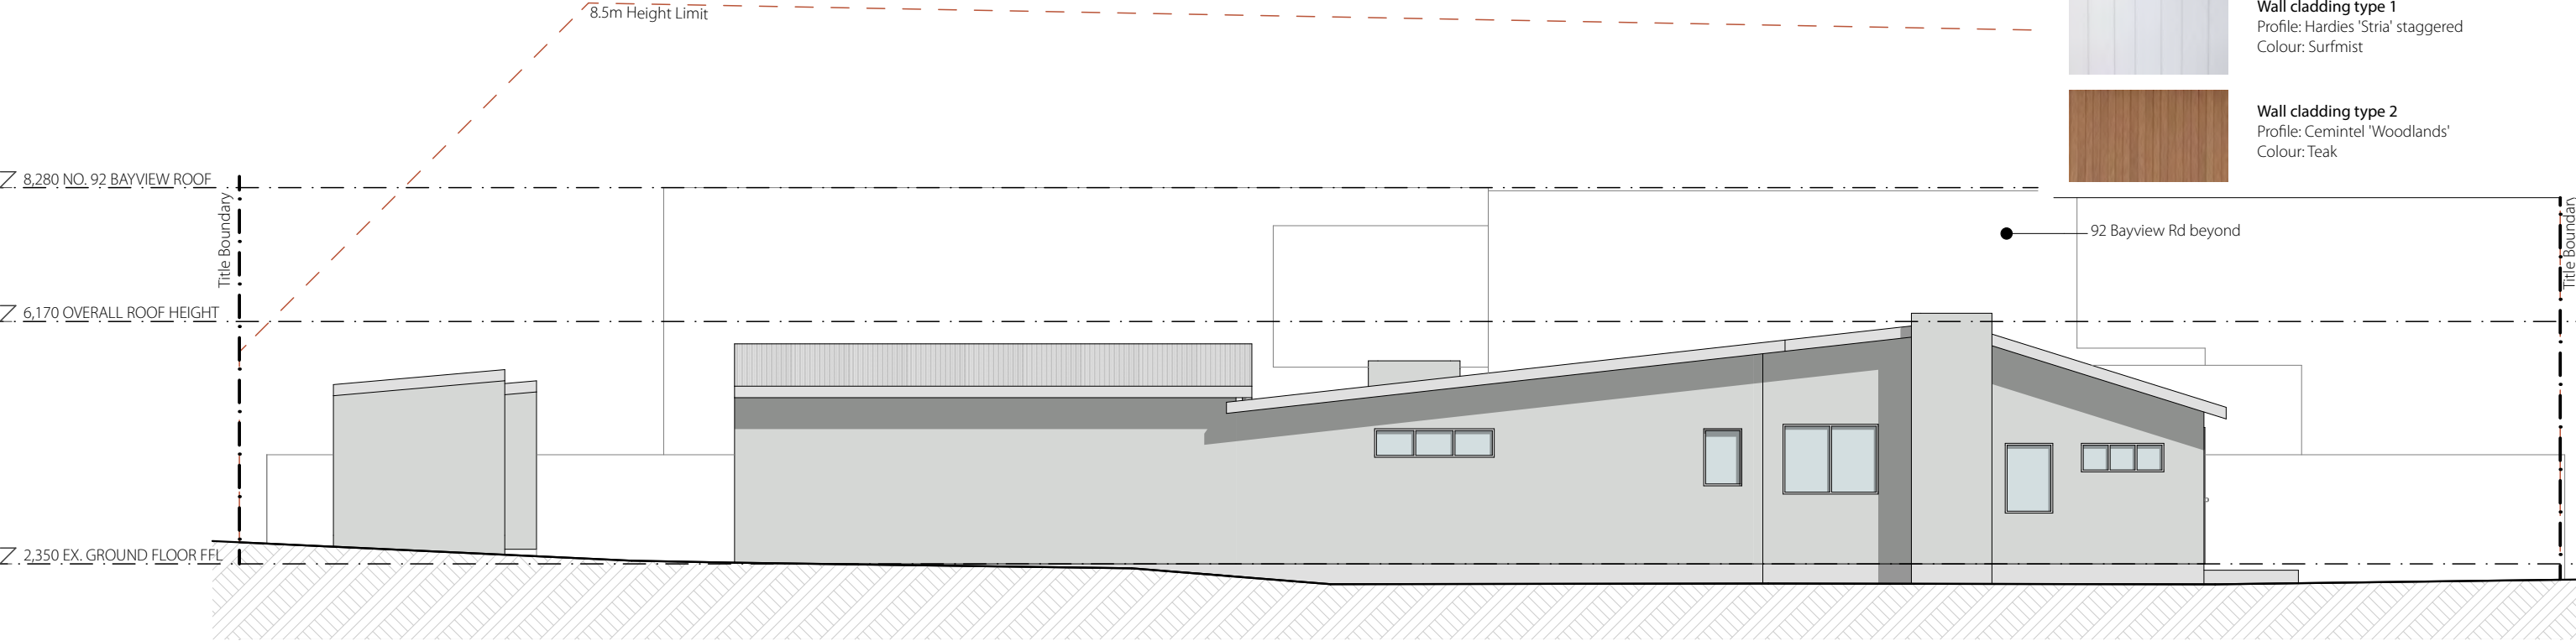 8.5m Height Limit
Wall cladding type 1
Profile: Hardies 'Stria' staggered
Colour: Surfmist
Wall cladding type 2
Profile: Cemintel 'Woodlands'
Colour: Teak
8,280 NO. 92 BAYVIEW ROOF
Title Boundary
92 Bayview Rd beyond
Title Boundary
6,170 OVERALL ROOF HEIGHT
2,350 EX. GROUND FLOOR FFL